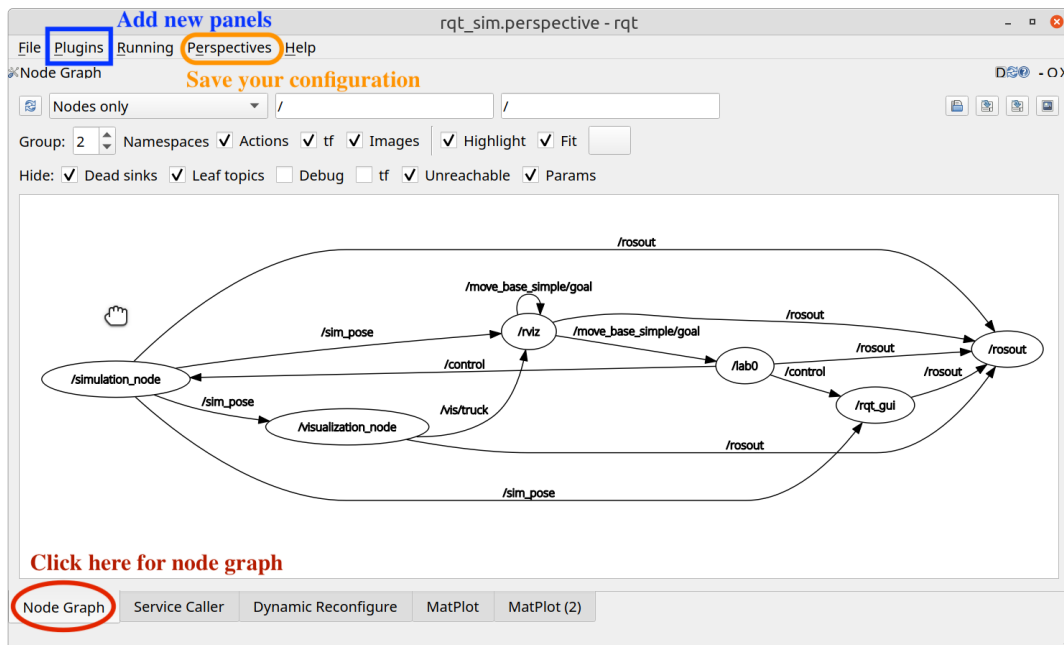 Add new panels
rqt_sim.perspective - rqt
File Plugins Running Perspectives Help
Node Graph
Save your configuration
D - O
Nodes only / /
Group: 2 Namespaces Actions tf Images Highlight Fit
Hide: Dead sinks Leaf topics Debug tf Unreachable Params
/rosout
/move_base_simple/goal
/rosout
/sim_pose
/rviz
/move_base_simple/goal
/rosout
/rosout
/control
/lab0
/control
/rosout
/simulation_node
/sim_pose
/vis/truck
/rqt_gui
/visualization_node
/rosout
/sim_pose
Click here for node graph
Node Graph Service Caller Dynamic Reconfigure MatPlot MatPlot (2)